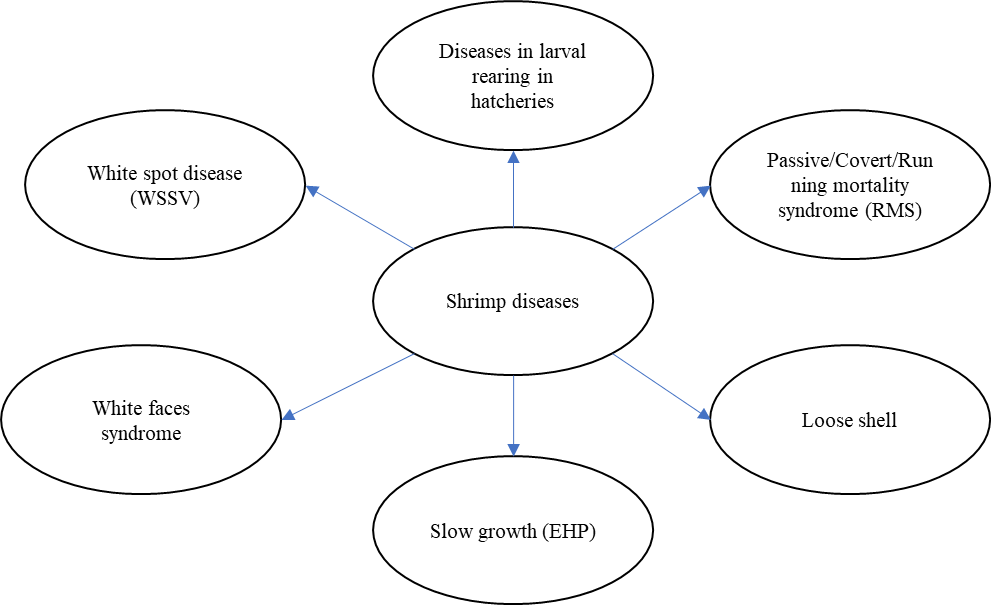 Diseases in larval
rearing in
hatcheries
White spot disease
(WSSV)
Passive/Covert/Run
ning mortality
syndrome (RMS)
Shrimp diseases
White faces
syndrome
Loose shell
Slow growth (EHP)